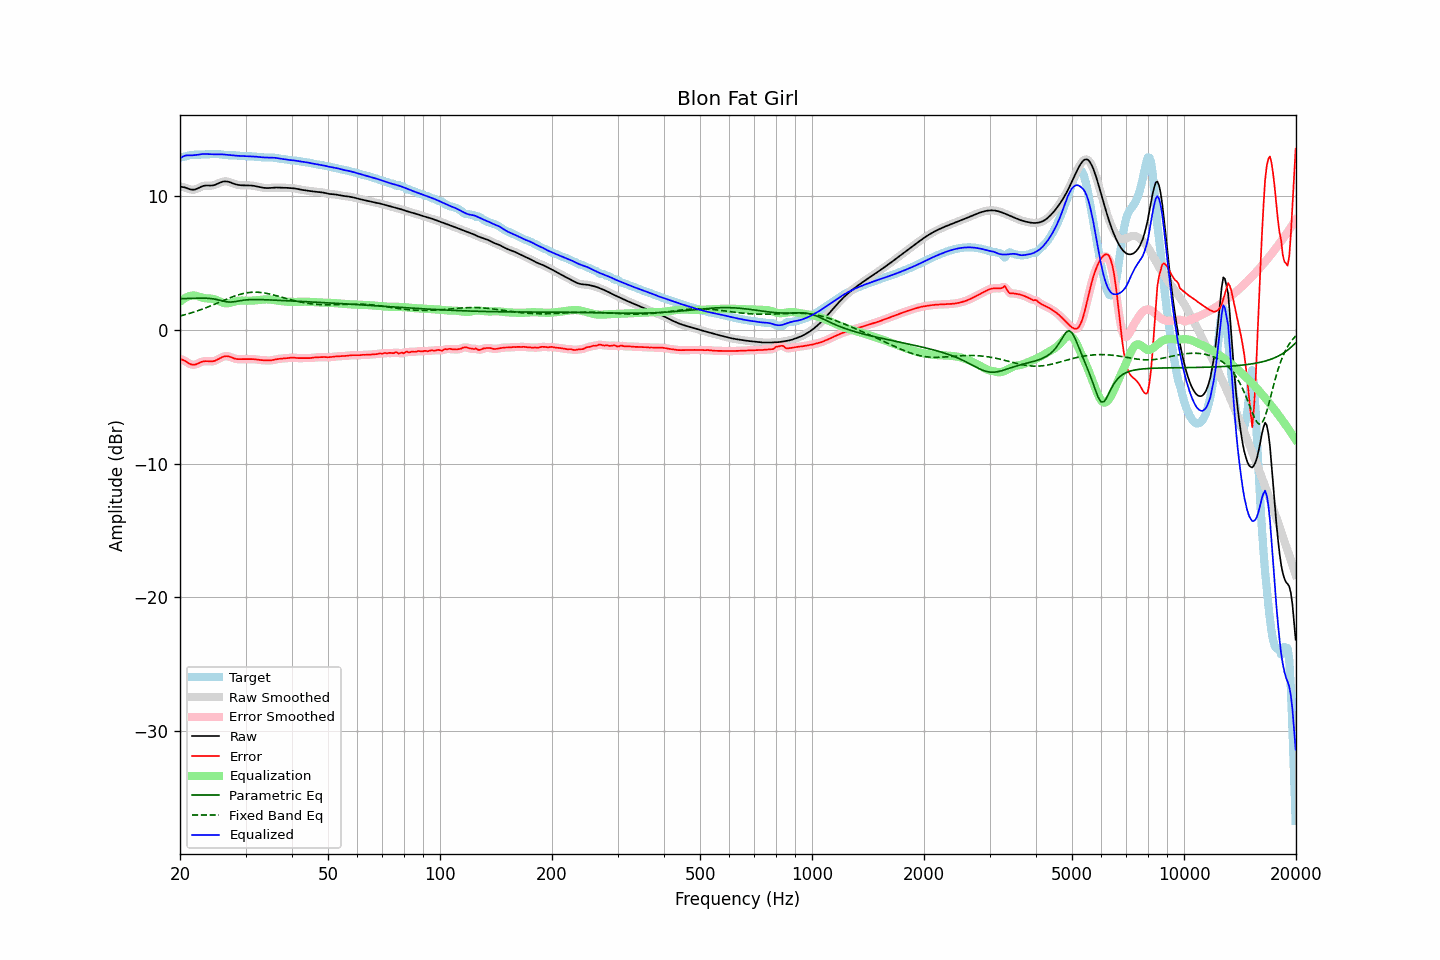 Blon Fat Girl
Amplitude (dBr)
10
0
−10
−20
−30
Target
Raw Smoothed
Error Smoothed
Raw
Error
Equalization
Parametric Eq
Fixed Band Eq
Equalized
20 50 100 200 500 1000 2000 5000 10000 20000
Frequency (Hz)